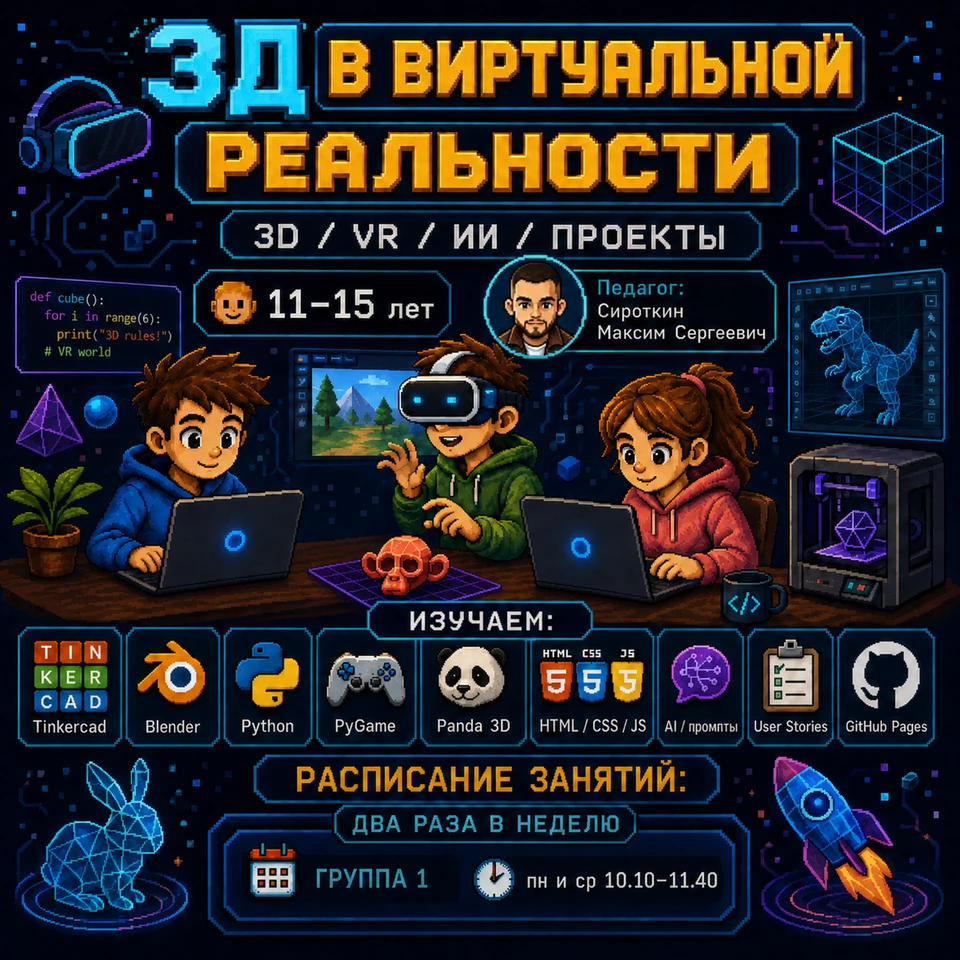 3Д В ВИРТУАЛЬНОЙ
РЕАЛЬНОСТИ
3D / VR / ИИ / ПРОЕКТЫ
11–15 лет
Педагог:
Сироткин
Максим Сергеевич
def cube():
for i in range(6):
print("3D rules!")
# VR world
</>
ИЗУЧАЕМ:
TIN
KER
CAD
Tinkercad
Blender
Python
PyGame
Panda 3D
HTML CSS JS
5 5 5
HTML / CSS / JS
AI / промпты
User Stories
GitHub Pages
РАСПИСАНИЕ ЗАНЯТИЙ:
ДВА РАЗА В НЕДЕЛЮ
ГРУППА 1
пн и ср 10.10–11.40